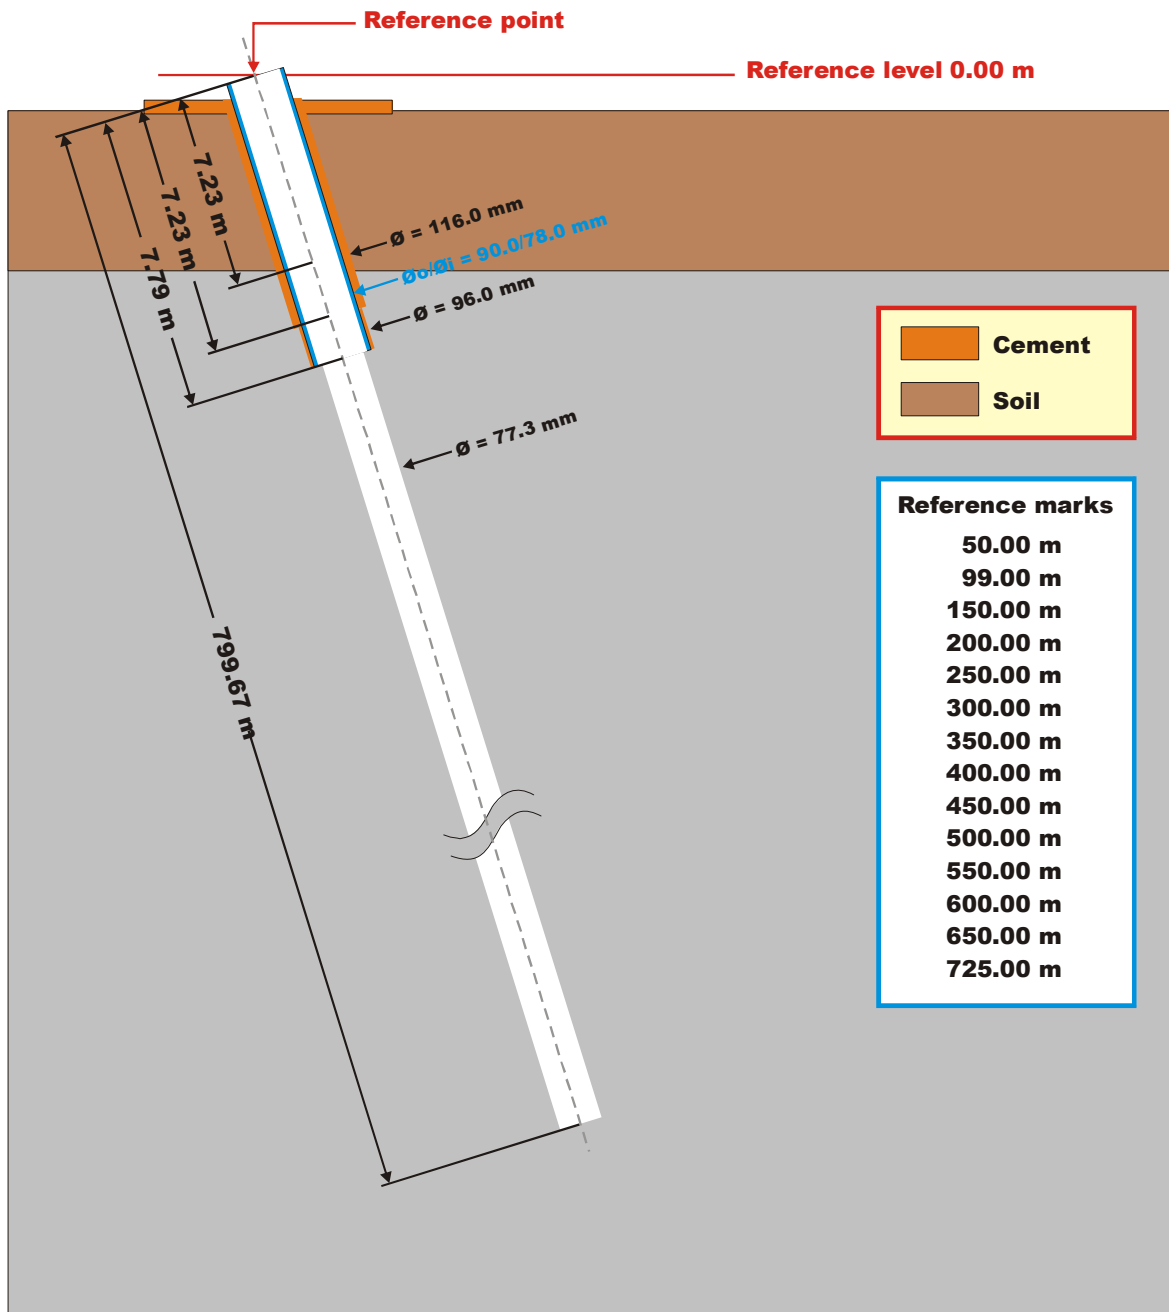 Reference point
Reference level 0.00 m
7.23 m
7.23 m
7.79 m
799.67 m
Ø = 116.0 mm
Øo/Øi = 90.0/78.0 mm
Ø = 96.0 mm
Ø = 77.3 mm
Cement
Soil
Reference marks
50.00 m
99.00 m
150.00 m
200.00 m
250.00 m
300.00 m
350.00 m
400.00 m
450.00 m
500.00 m
550.00 m
600.00 m
650.00 m
725.00 m